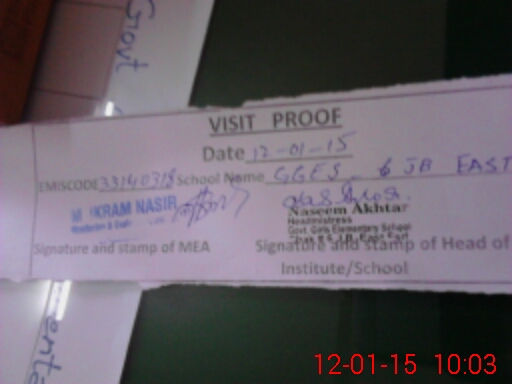 Govt
VISIT PROOF
Date 12-01-15
EMISCODE 33140318 School Name GGES - 6 JB EAST
M IKRAM NASIR
Naseem Akhtar
Headmistress
Govt. Girls Elementary School
Signature and stamp of MEA
Signature and stamp of Head of
Institute/School
12-01-15 10:03